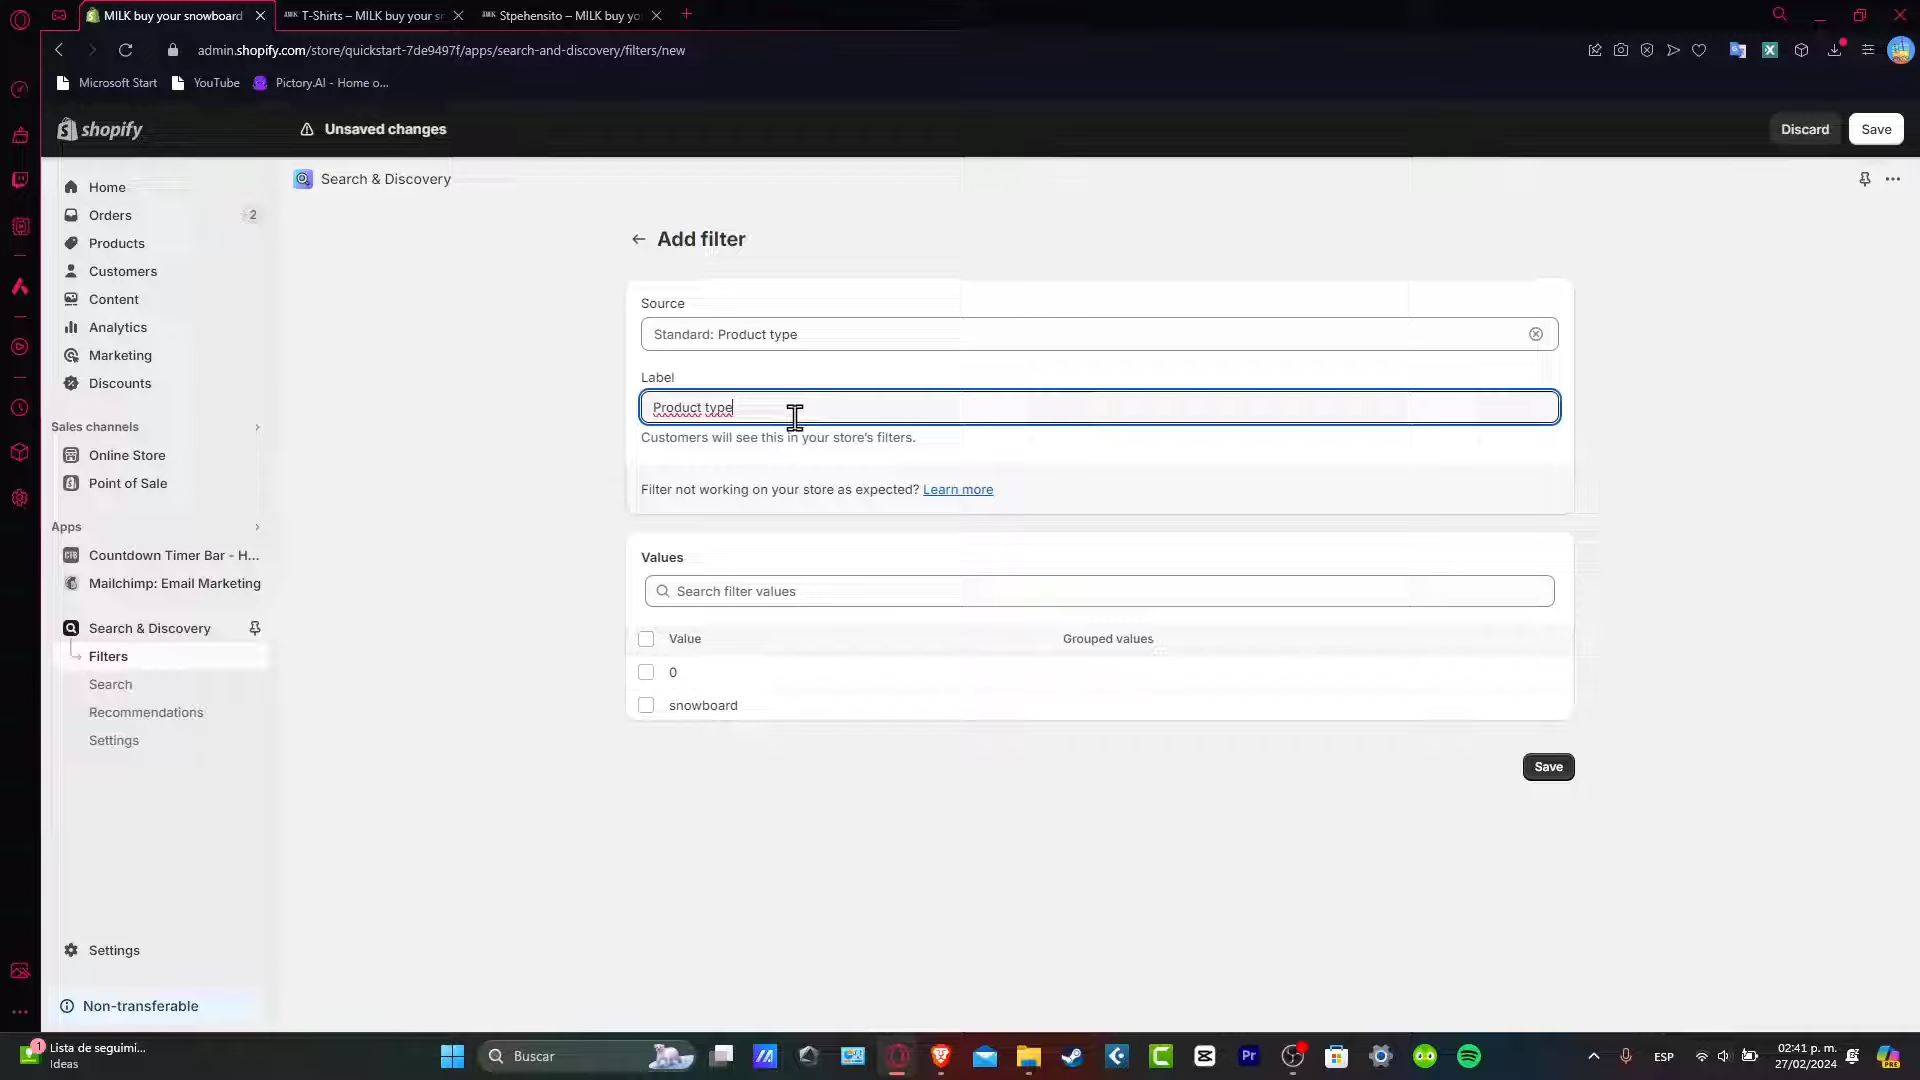 MILK buy your snowboard
T-Shirts – MILK buy your s
Stpehensito – MILK buy yo
admin.shopify.com/store/quickstart-7de9497f/apps/search-and-discovery/filters/new
Microsoft Start
YouTube
Pictory.AI - Home o...
shopify
Unsaved changes
Discard
Save
Home
Orders
2
Products
Customers
Content
Analytics
Marketing
Discounts
Sales channels
Online Store
Point of Sale
Apps
Countdown Timer Bar - H...
Mailchimp: Email Marketing
Search & Discovery
Filters
Search
Recommendations
Settings
Settings
Non-transferable
Search & Discovery
Add filter
Source
Standard: Product type
Label
Product type
Customers will see this in your store's filters.
Filter not working on your store as expected? Learn more
Values
Search filter values
Value
Grouped values
0
snowboard
Save
1
Lista de seguimi...
Ideas
Buscar
Pr
ESP
02:41 p. m.
27/02/2024
PRE